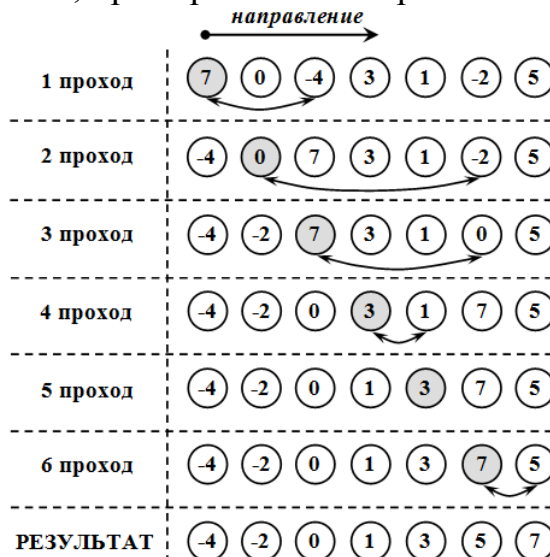 направление
1 проход 7 0 -4 3 1 -2 5
2 проход -4 0 7 3 1 -2 5
3 проход -4 -2 7 3 1 0 5
4 проход -4 -2 0 3 1 7 5
5 проход -4 -2 0 1 3 7 5
6 проход -4 -2 0 1 3 7 5
РЕЗУЛЬТАТ -4 -2 0 1 3 5 7